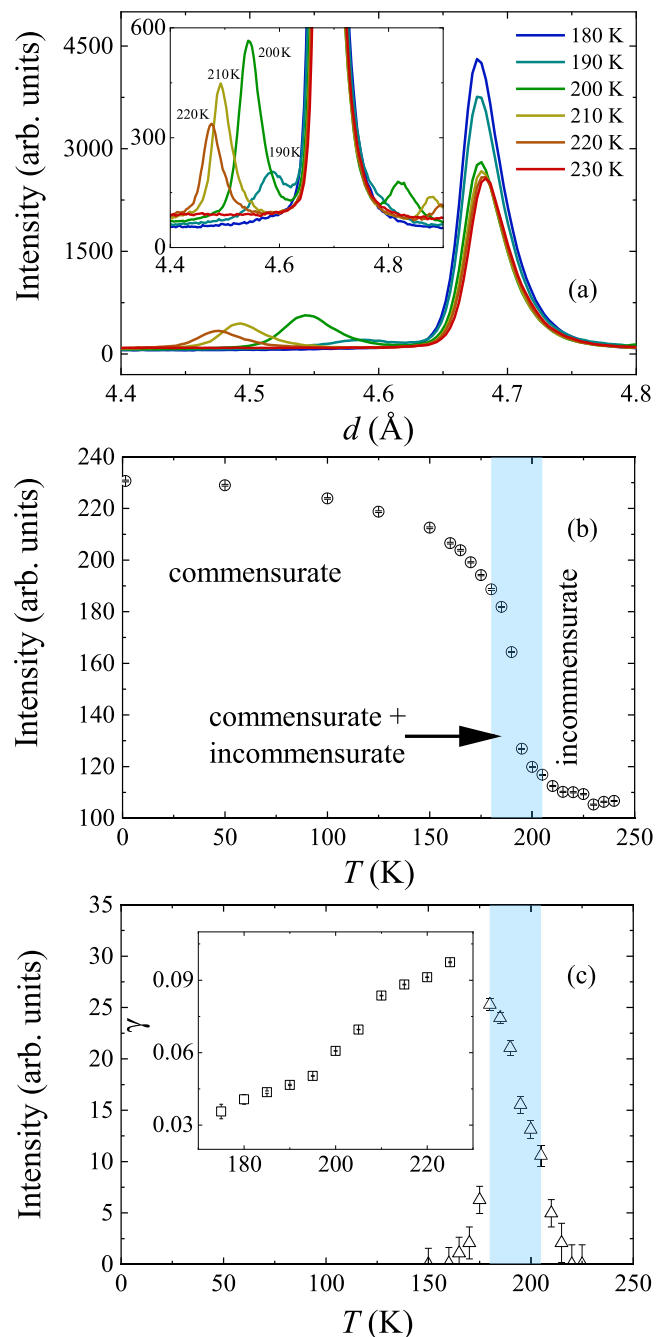 600
300
0
4.4
4.6
4.8
200 K
210 K
220K
190 K
180 K
190 K
200 K
210 K
220 K
230 K
4500
3000
1500
0
(a)
4.4
4.5
4.6
4.7
4.8
Intensity (arb. units)
d (Å)
240
220
200
180
160
140
120
100
(b)
commensurate
commensurate +
incommensurate
incommensurate
0
50
100
150
200
250
Intensity (arb. units)
T (K)
35
30
25
20
15
10
5
0
(c)
0.09
0.06
0.03
γ
180
200
220
0
50
100
150
200
250
Intensity (arb. units)
T (K)